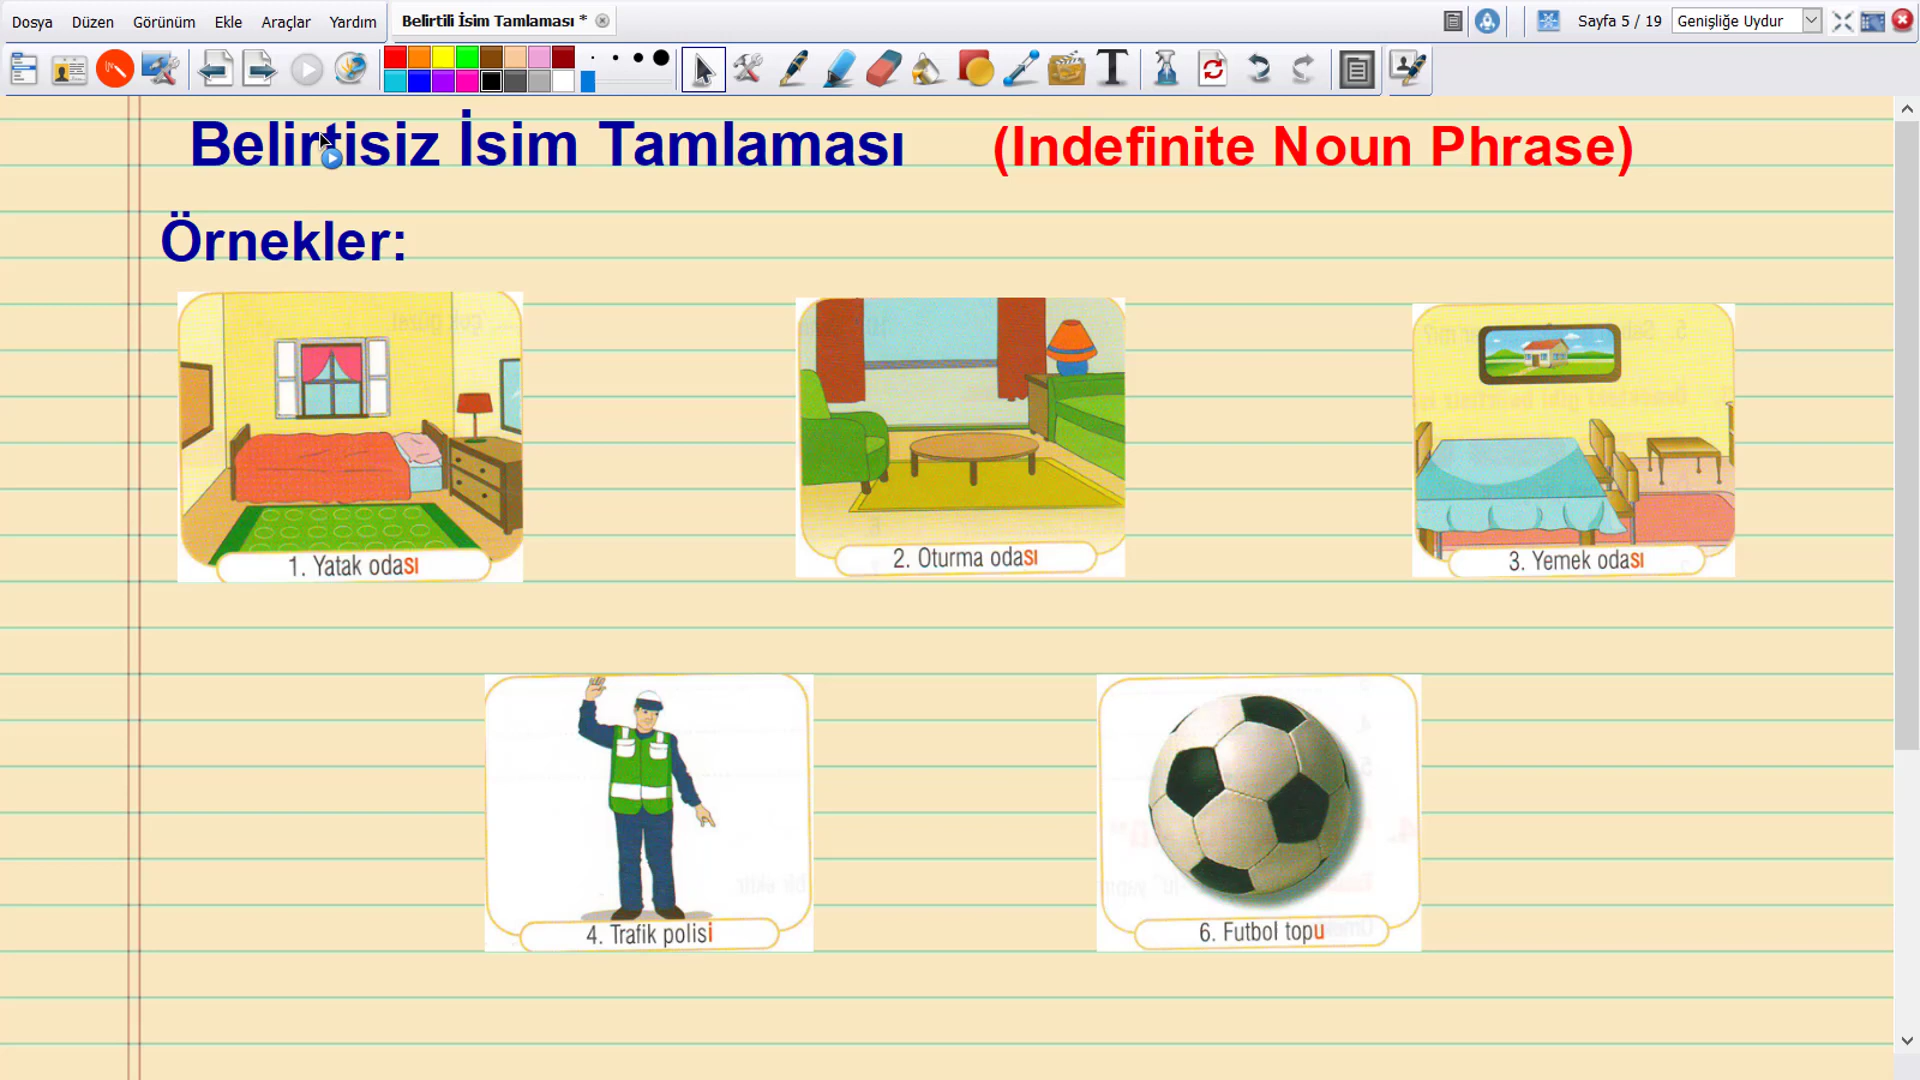 Dosya Düzen Görünüm Ekle Araçlar Yardım Belirtili İsim Tamlaması * Sayfa 5 / 19 Genişliğe Uydur
Belirtisiz İsim Tamlaması (Indefinite Noun Phrase)
Örnekler:
1. Yatak odası
2. Oturma odası
3. Yemek odası
4. Trafik polisi
6. Futbol topu